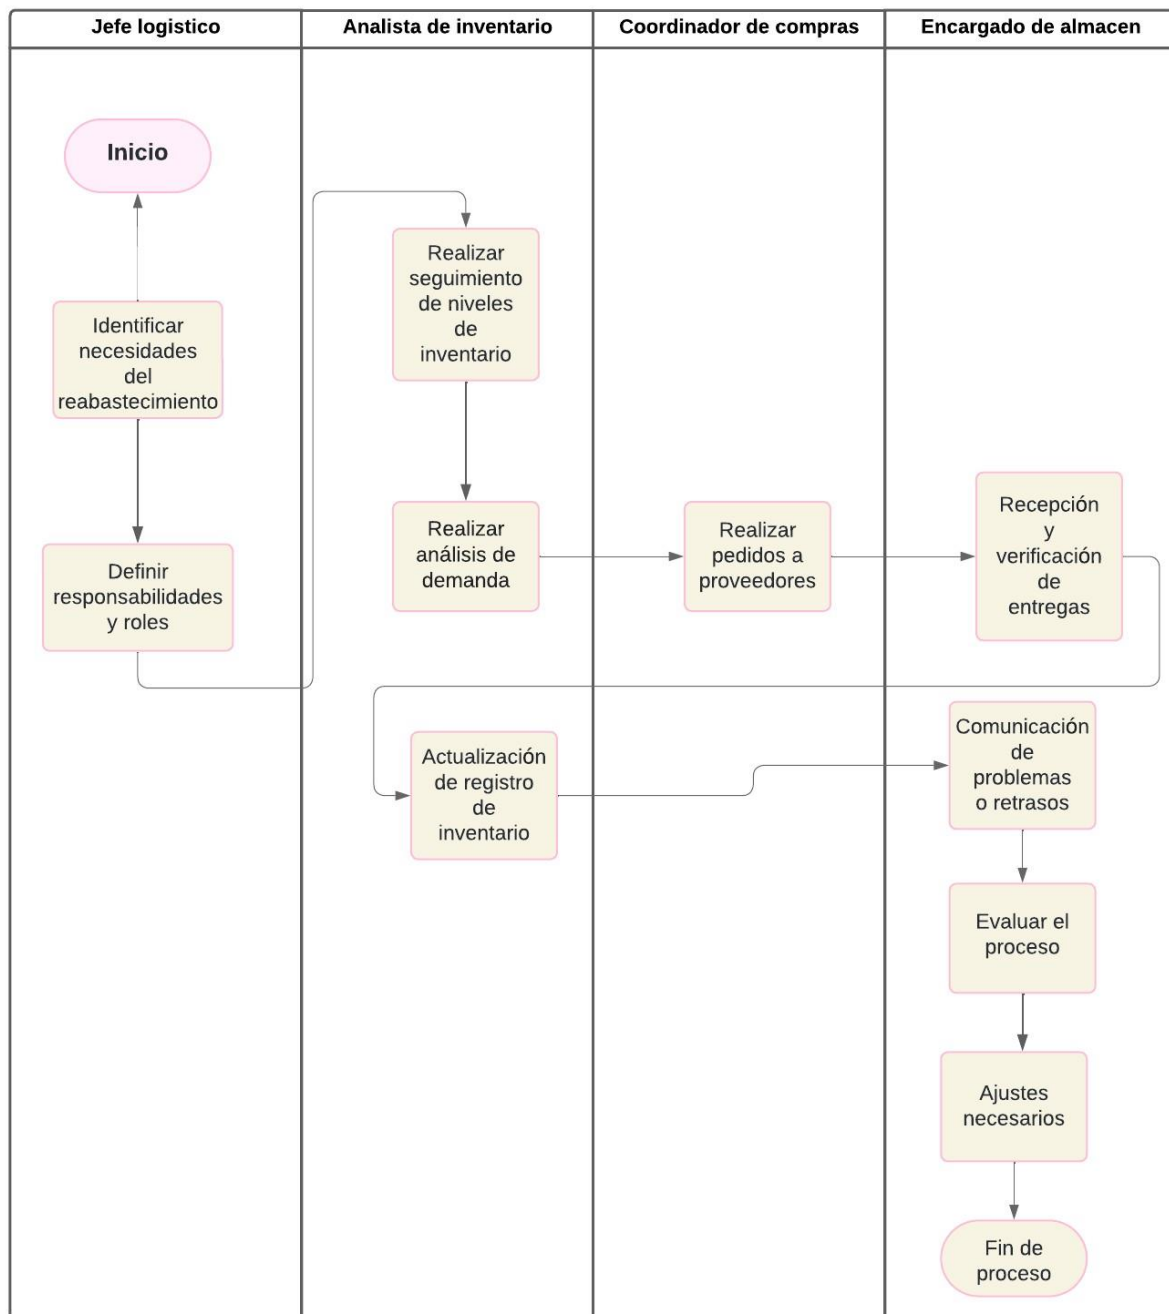 Jefe logistico
Analista de inventario
Coordinador de compras
Encargado de almacen
Inicio
Identificar
necesidades
del
reabastecimiento
Definir
responsabilidades
y roles
Realizar
seguimiento
de niveles
de
inventario
Realizar
análisis de
demanda
Realizar
pedidos a
proveedores
Recepción
y
verificación
de
entregas
Actualización
de registro
de
inventario
Comunicación
de
problemas
o retrasos
Evaluar el
proceso
Ajustes
necesarios
Fin de
proceso